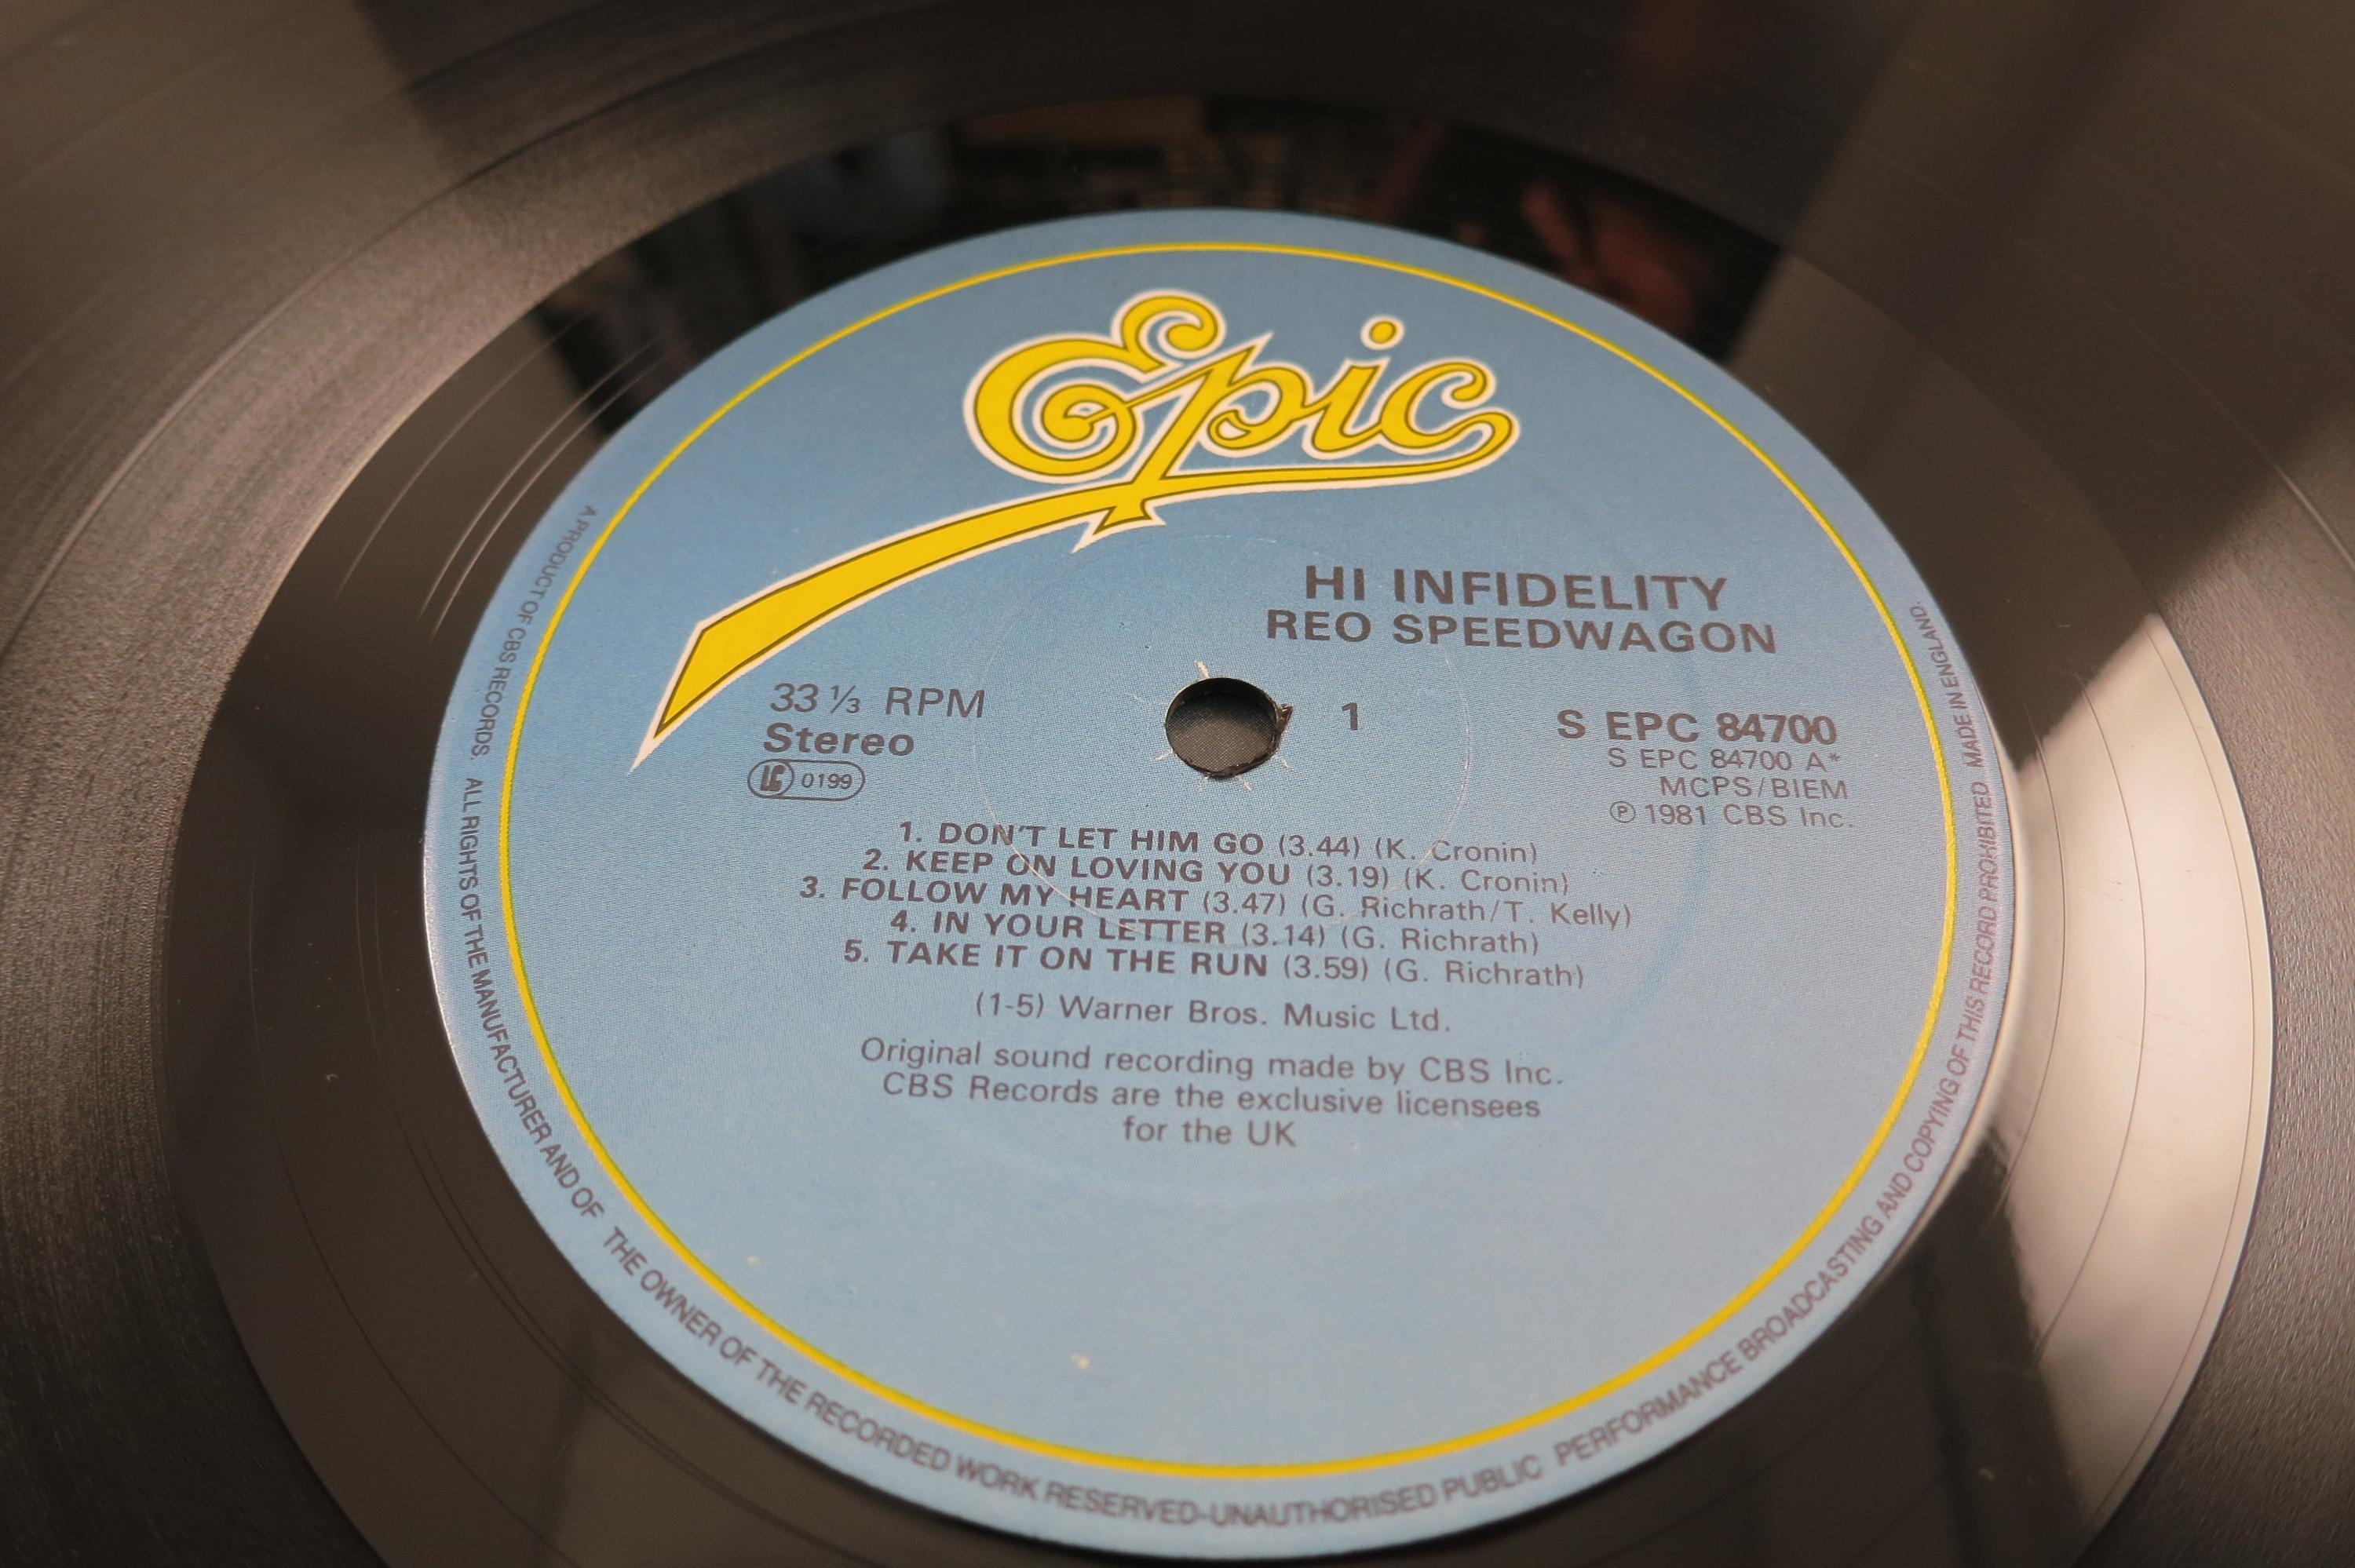 Epic
HI INFIDELITY
REO SPEEDWAGON
33 ⅓ RPM
Stereo
LC 0199
1
S EPC 84700
S EPC 84700 A*
MCPS/BIEM
Ⓟ 1981 CBS Inc.
1. DON'T LET HIM GO (3.44) (K. Cronin)
2. KEEP ON LOVING YOU (3.19) (K. Cronin)
3. FOLLOW MY HEART (3.47) (G. Richrath/T. Kelly)
4. IN YOUR LETTER (3.14) (G. Richrath)
5. TAKE IT ON THE RUN (3.59) (G. Richrath)
(1-5) Warner Bros. Music Ltd.
Original sound recording made by CBS Inc.
CBS Records are the exclusive licensees
for the UK
A PRODUCT OF CBS RECORDS. ALL RIGHTS OF THE MANUFACTURER AND OF THE OWNER OF THE RECORDED WORK RESERVED-UNAUTHORISED PUBLIC PERFORMANCE BROADCASTING AND COPYING OF THIS RECORD PROHIBITED. MADE IN ENGLAND.